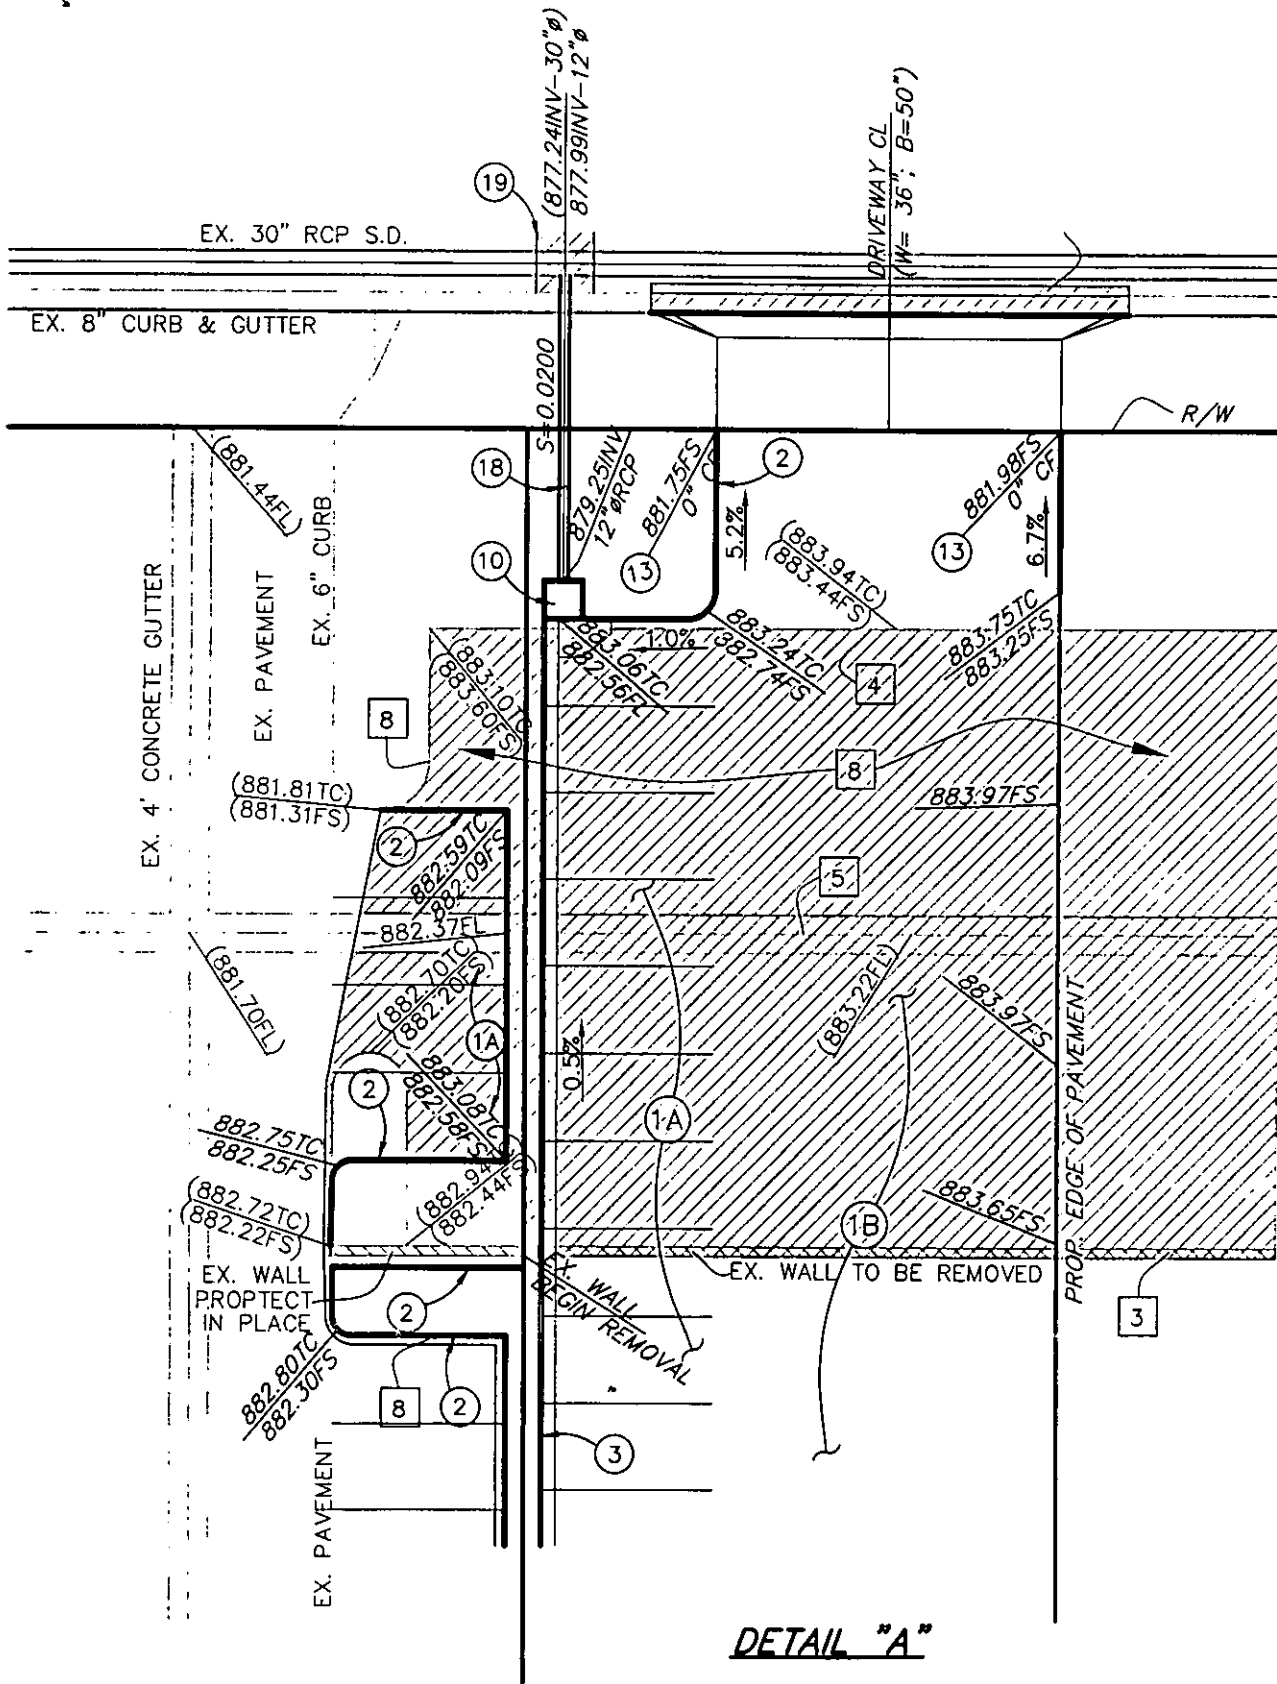 (877.24INV-30"ø)
877.99INV-12"ø
DRIVEWAY CL
(W= 36"; B=50")
19
EX. 30" RCP S.D.
EX. 8" CURB & GUTTER
S=0.0200
R/W
(881.44FL)
18
879.25INV
12"øRCP
881.75FS
0" CF
2
881.98FS
0" CF
5.2%
6.7%
13
13
10
EX. 4' CONCRETE GUTTER
EX. PAVEMENT
EX. 6" CURB
(883.94TC)
(883.44FS)
883.75TC
883.25FS
883.06TC
882.56FL
1.0%
883.24TC
382.74FS
4
(883.10TC
(883.60FS)
8
8
(881.81TC)
(881.31FS)
883.97FS
2
882.59TC
882.09FS
5
882.37FL
(882.70TC)
(882.20FS)
(881.70FL)
(883.22FL)
883.97FS
1A
0.5%
883.08TC
882.58FS
2
1A
882.75TC
882.25FS
(882.94
(882.44FS)
(882.72TC)
(882.22FS)
883.65FS
1B
PROP. EDGE OF PAVEMENT
EX. WALL
PROPTECT
IN PLACE
EX. WALL TO BE REMOVED
EX. WALL
BEGIN REMOVAL
2
3
882.80TC
882.30FS
8
2
3
EX. PAVEMENT
DETAIL "A"